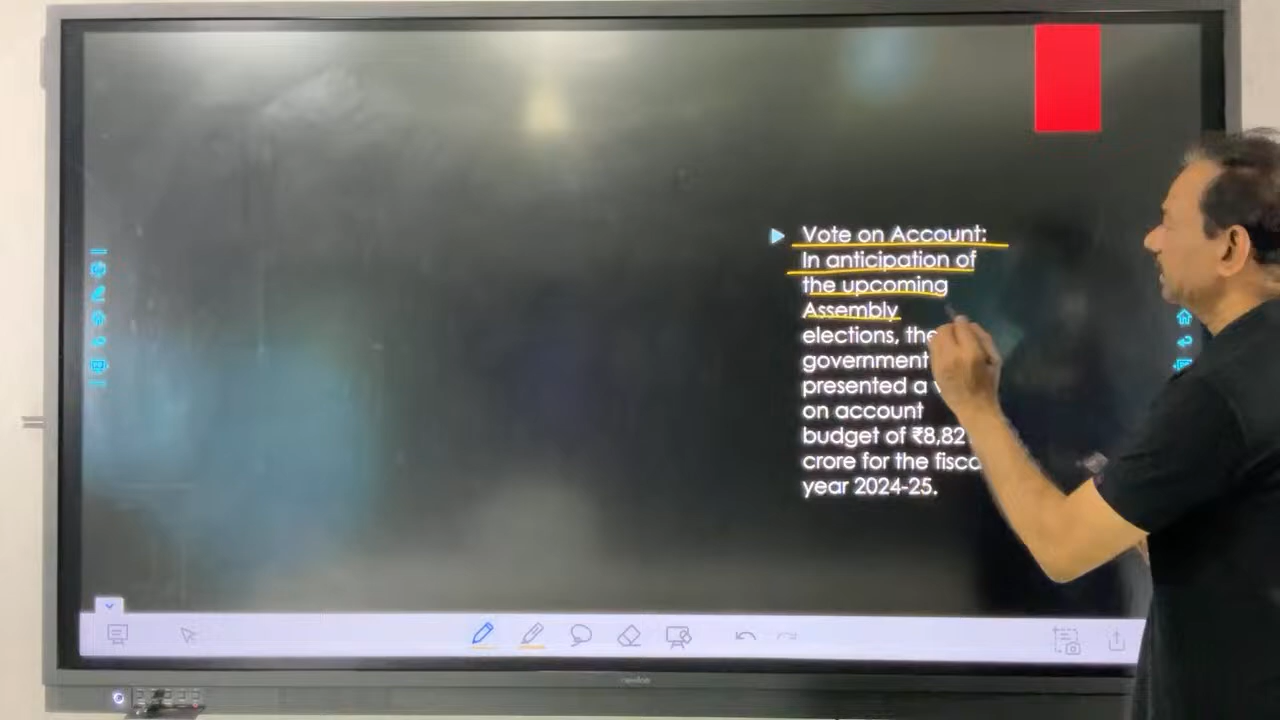 Vote on Account:
In anticipation of
the upcoming
Assembly
elections, the
government
presented a
on account
budget of ₹8,82
crore for the
year 2024-25.